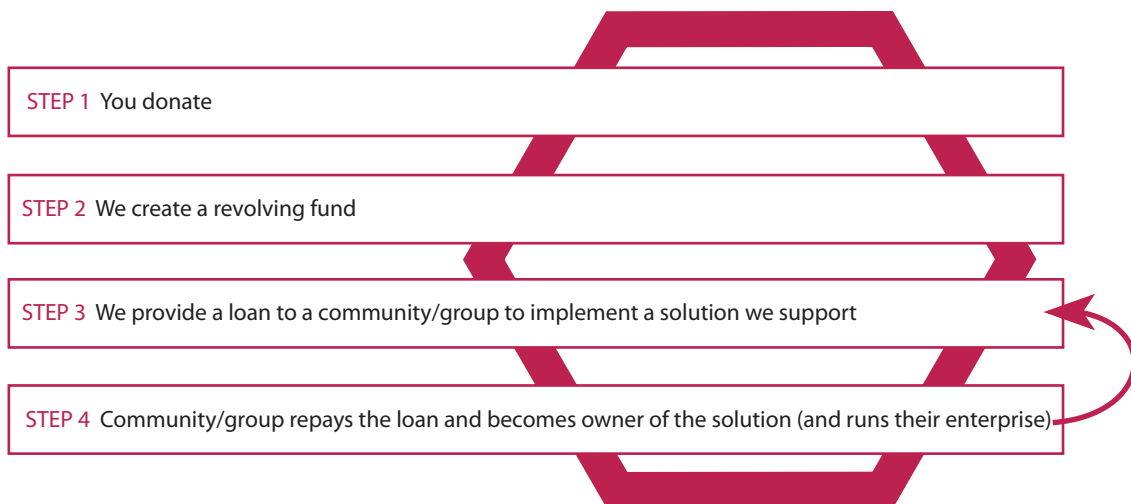 STEP 1 You donate
STEP 2 We create a revolving fund
STEP 3 We provide a loan to a community/group to implement a solution we support
STEP 4 Community/group repays the loan and becomes owner of the solution (and runs their enterprise)